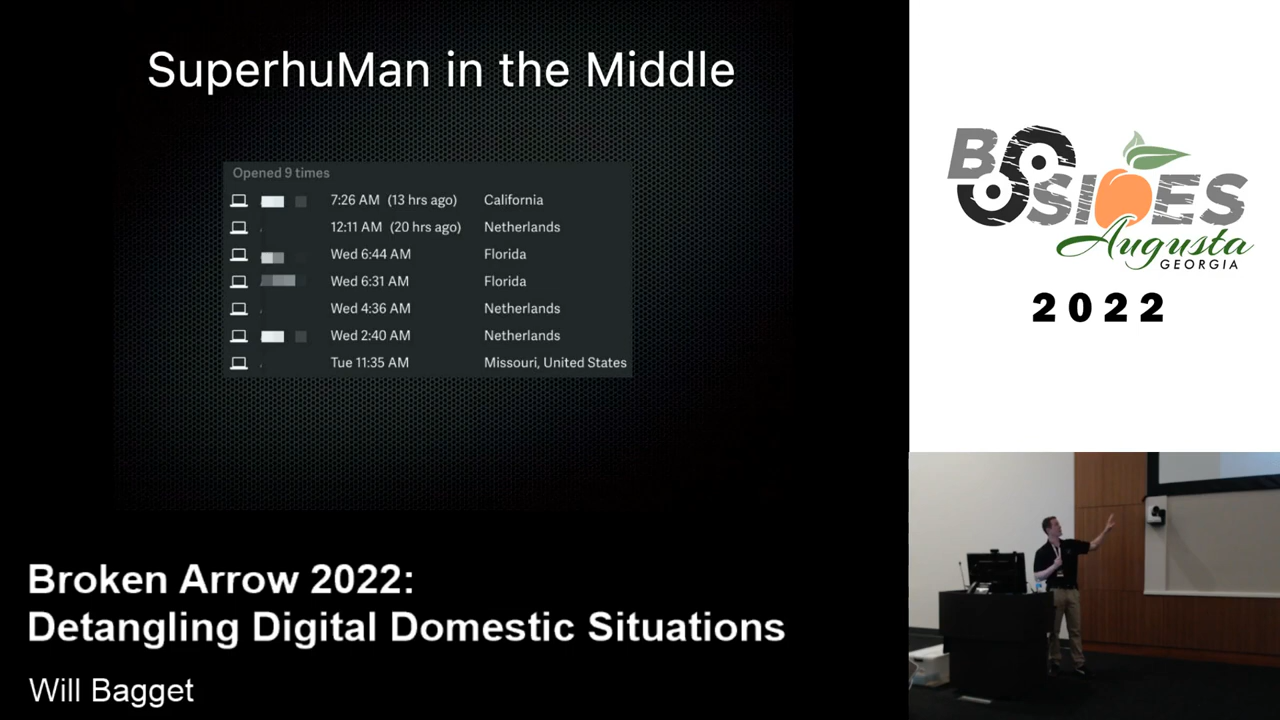 SuperhuMan in the Middle
Opened 9 times
7:26 AM (13 hrs ago) California
12:11 AM (20 hrs ago) Netherlands
Wed 6:44 AM Florida
Wed 6:31 AM Florida
Wed 4:36 AM Netherlands
Wed 2:40 AM Netherlands
Tue 11:35 AM Missouri, United States
Broken Arrow 2022:
Detangling Digital Domestic Situations
Will Bagget
BSIDES
Augusta
GEORGIA
2022